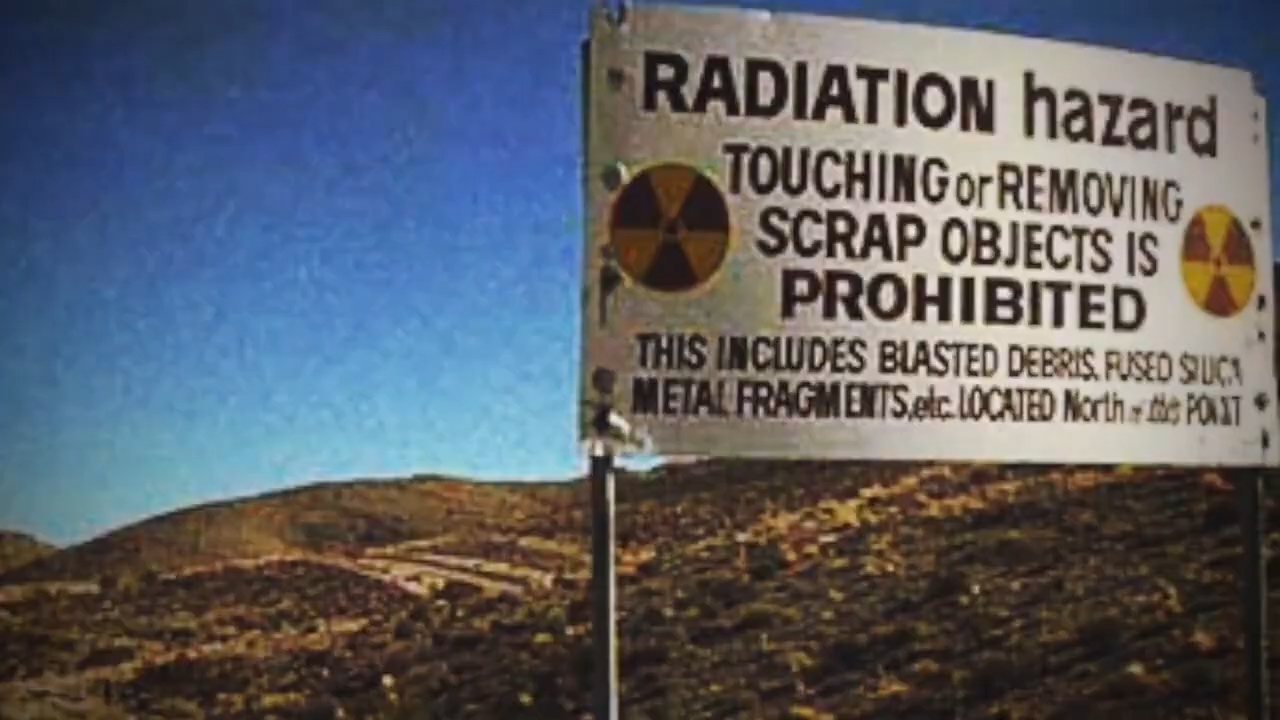 RADIATION hazard
TOUCHING or REMOVING
SCRAP OBJECTS IS
PROHIBITED
THIS INCLUDES BLASTED DEBRIS, FUSED SILICA
METAL FRAGMENTS, etc. LOCATED North of this POINT